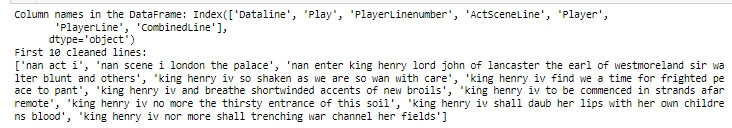 Column names in the DataFrame: Index(['Dataline', 'Play', 'PlayerLinenumber', 'ActSceneLine', 'Player',
       'PlayerLine', 'CombinedLine'],
      dtype='object')
First 10 cleaned lines:
['nan act i', 'nan scene i london the palace', 'nan enter king henry lord john of lancaster the earl of westmoreland sir wa
lter blunt and others', 'king henry iv so shaken as we are so wan with care', 'king henry iv find we a time for frighted pe
ace to pant', 'king henry iv and breathe shortwinded accents of new broils', 'king henry iv to be commenced in strands afar
remote', 'king henry iv no more the thirsty entrance of this soil', 'king henry iv shall daub her lips with her own childre
ns blood', 'king henry iv nor more shall trenching war channel her fields']